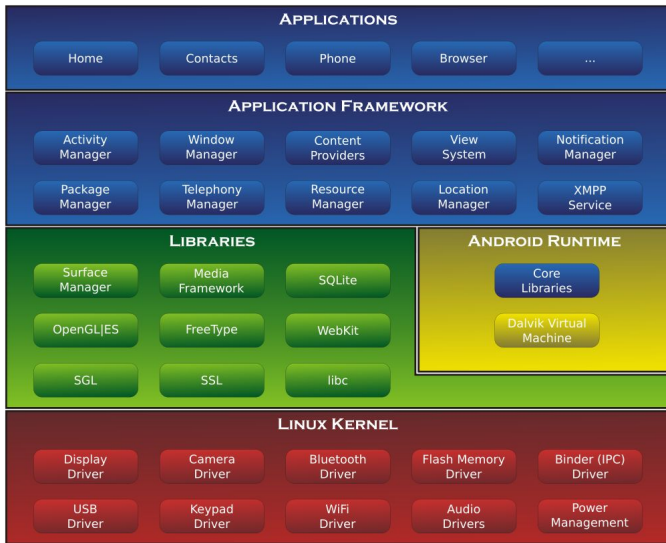 APPLICATIONS
Home
Contacts
Phone
Browser
...
APPLICATION FRAMEWORK
Activity
Manager
Window
Manager
Content
Providers
View
System
Notification
Manager
Package
Manager
Telephony
Manager
Resource
Manager
Location
Manager
XMPP
Service
LIBRARIES
Surface
Manager
Media
Framework
SQLite
OpenGL|ES
FreeType
WebKit
SGL
SSL
libc
ANDROID RUNTIME
Core
Libraries
Dalvik Virtual
Machine
LINUX KERNEL
Display
Driver
Camera
Driver
Bluetooth
Driver
Flash Memory
Driver
Binder (IPC)
Driver
USB
Driver
Keypad
Driver
WiFi
Driver
Audio
Drivers
Power
Management